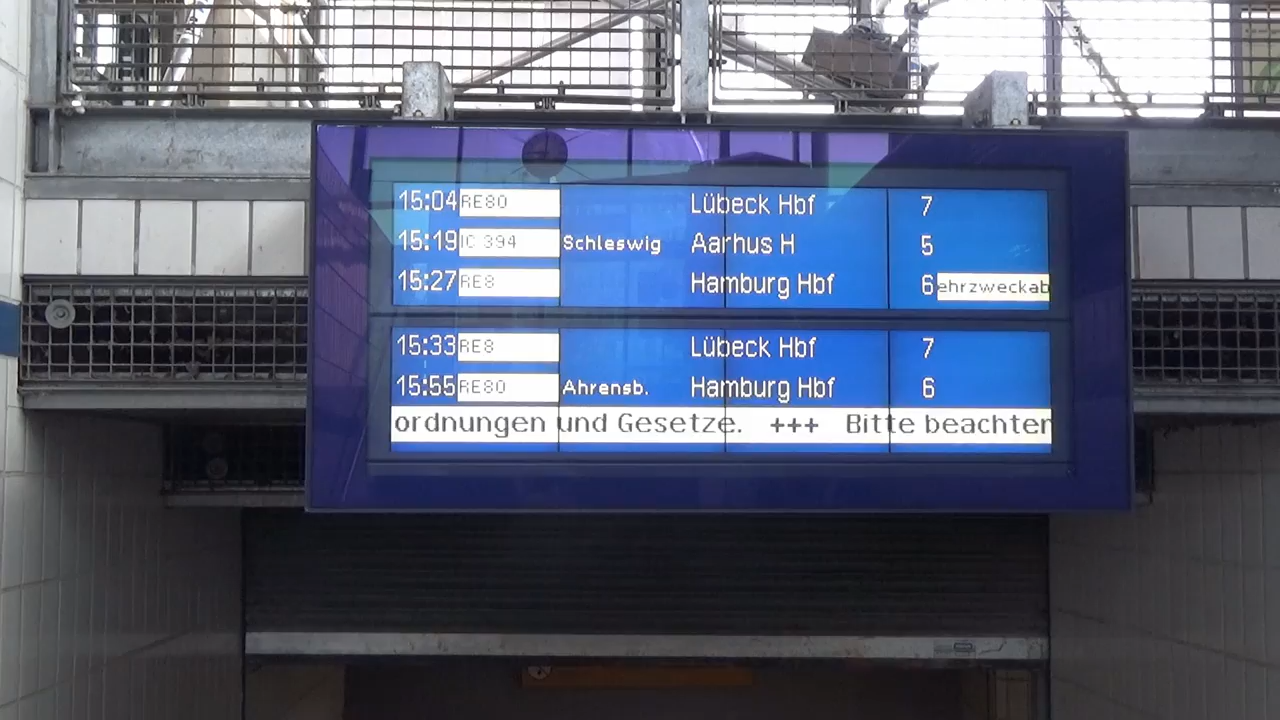 15:04 RE80 Lübeck Hbf 7
15:19 IC 394 Schleswig Aarhus H 5
15:27 RE8 Hamburg Hbf 6 ehrzweckab
15:33 RE8 Lübeck Hbf 7
15:55 RE80 Ahrensb. Hamburg Hbf 6
ordnungen und Gesetze. +++ Bitte beachten